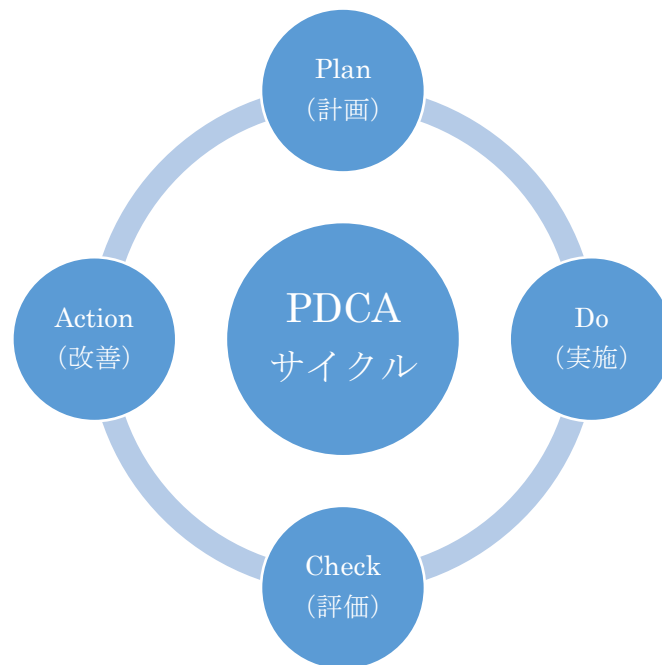 Plan
（計画）
Do
（実施）
Check
（評価）
Action
（改善）
PDCA
サイクル